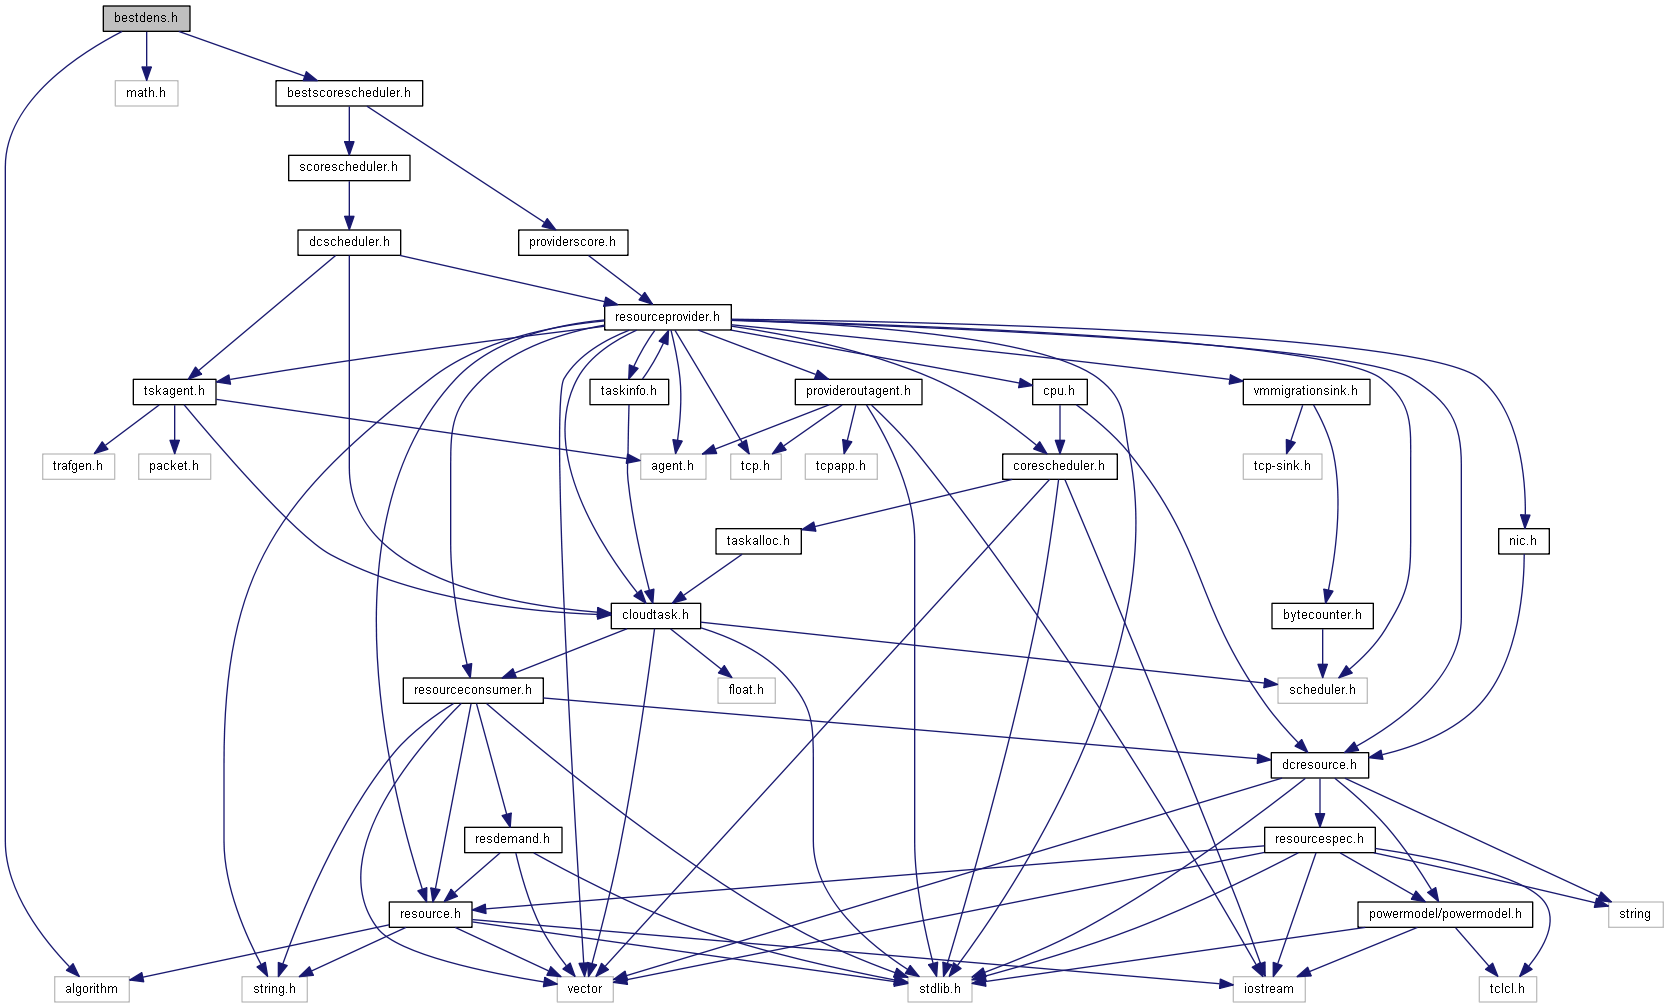 bestdens.h
math.h
bestscorescheduler.h
scorescheduler.h
dcscheduler.h
providerscore.h
resourceprovider.h
tskagent.h
taskinfo.h
provideroutagent.h
cpu.h
vmmigrationsink.h
trafgen.h
packet.h
agent.h
tcp.h
tcpapp.h
corescheduler.h
tcp-sink.h
taskalloc.h
nic.h
cloudtask.h
bytecounter.h
resourceconsumer.h
float.h
scheduler.h
dcresource.h
resdemand.h
resourcespec.h
resource.h
powermodel/powermodel.h
string
algorithm
string.h
vector
stdlib.h
iostream
tclcl.h